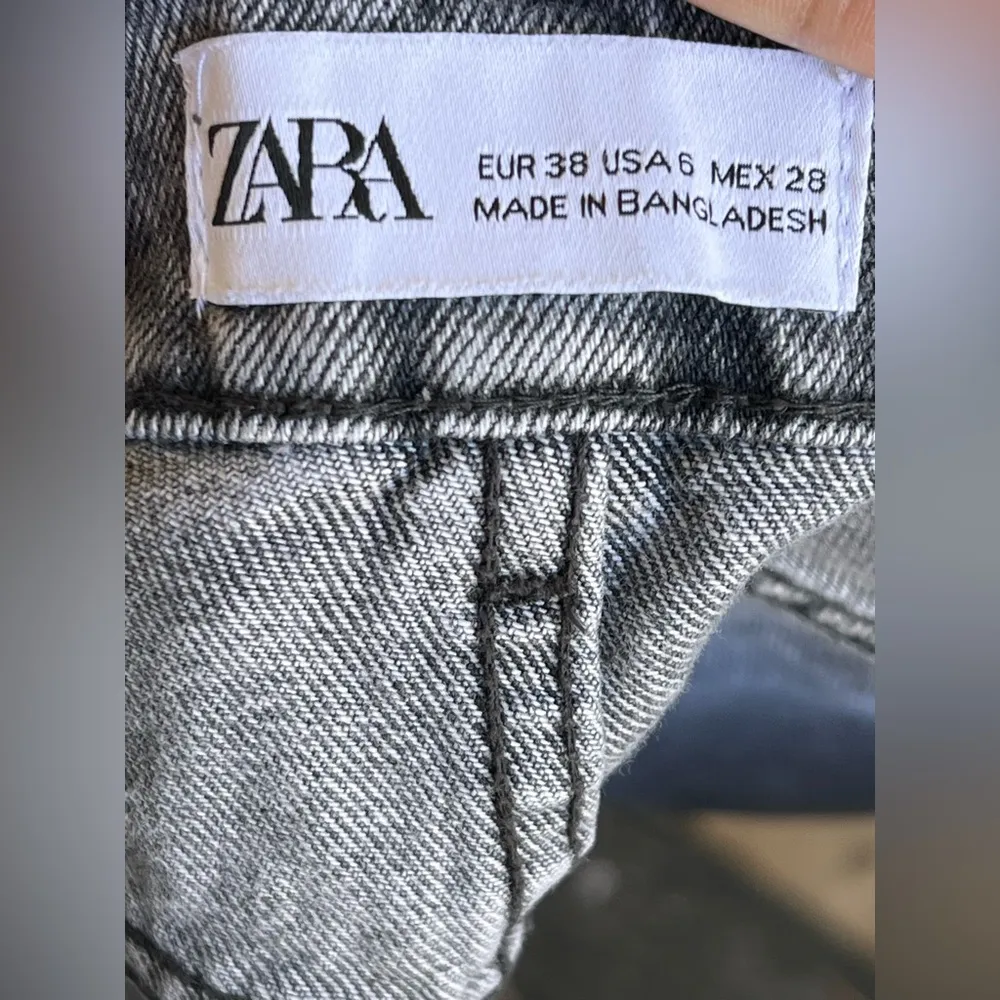 ZARA
EUR 38 USA 6 MEX 28
MADE IN BANGLADESH